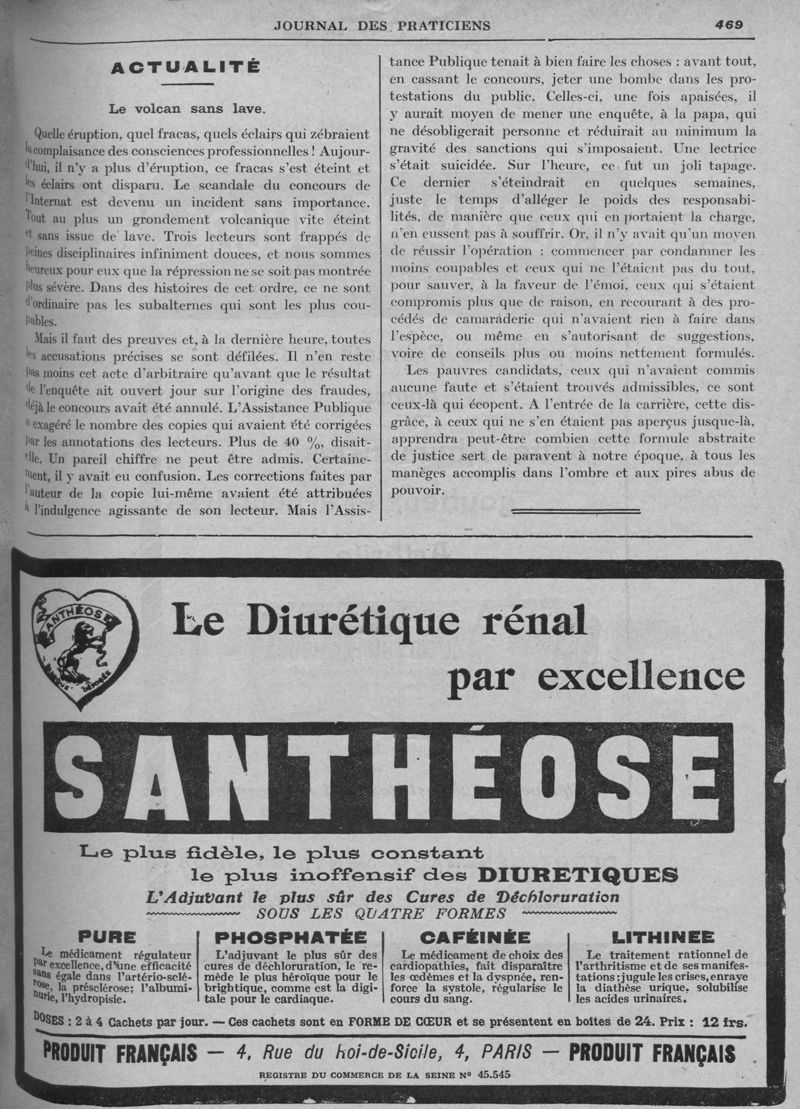 JOURNAL DES PRATICIENS
469
ACTUALITÉ
Le volcan sans lave.
Quelle éruption, quel fracas, quels éclairs qui zébraient
la complaisance des consciences professionnelles ! Aujour-
d'hui, il n'y a plus d'éruption, ce fracas s'est éteint et
les éclairs ont disparu. Le scandale du concours de
l'Internat est devenu un incident sans importance.
Tout au plus un grondement volcanique vite éteint
et sans issue de lave. Trois lecteurs sont frappés de
peines disciplinaires infiniment douces, et nous sommes
heureux pour eux que la répression ne se soit pas montrée
plus sévère. Dans des histoires de cet ordre, ce ne sont
d'ordinaire pas les subalternes qui sont les plus cou-
pables.
Mais il faut des preuves et, à la dernière heure, toutes
les accusations précises se sont défilées. Il n'en reste
pas moins cet acte d'arbitraire qu'avant que le résultat
de l'enquête ait ouvert jour sur l'origine des fraudes,
déjà le concours avait été annulé. L'Assistance Publique
a exagéré le nombre des copies qui avaient été corrigées
par les annotations des lecteurs. Plus de 40 %, disait-
elle. Un pareil chiffre ne peut être admis. Certaine-
ment, il y avait eu confusion. Les corrections faites par
l'auteur de la copie lui-même avaient été attribuées
à l'indulgence agissante de son lecteur. Mais l'Assis-
tance Publique tenait à bien faire les choses : avant tout,
en cassant le concours, jeter une bombe dans les pro-
testations du public. Celles-ci, une fois apaisées, il
y aurait moyen de mener une enquête, à la papa, qui
ne désobligerait personne et réduirait au minimum la
gravité des sanctions qui s'imposaient. Une lectrice
s'était suicidée. Sur l'heure, ce fut un joli tapage.
Ce dernier s'éteindrait en quelques semaines,
juste le temps d'alléger le poids des responsabi-
lités, de manière que ceux qui en portaient la charge,
n'en eussent pas à souffrir. Or, il n'y avait qu'un moyen
de réussir l'opération : commencer par condamner les
moins coupables et ceux qui ne l'étaient pas du tout,
pour sauver, à la faveur de l'émoi, ceux qui s'étaient
compromis plus que de raison, en recourant à des pro-
cédés de camaraderie qui n'avaient rien à faire dans
l'espèce, ou même en s'autorisant de suggestions,
voire de conseils plus ou moins nettement formulés.
Les pauvres candidats, ceux qui n'avaient commis
aucune faute et s'étaient trouvés admissibles, ce sont
ceux-là qui écopent. A l'entrée de la carrière, cette dis-
grâce, à ceux qui ne s'en étaient pas aperçus jusque-là,
apprendra peut-être combien cette formule abstraite
de justice sert de paravent à notre époque, à tous les
manèges accomplis dans l'ombre et aux pires abus de
pouvoir.
SANTHÉOSE
MARQUE DÉPOSÉE
Le Diurétique rénal
par excellence
SANTHÉOSE
Le plus fidèle, le plus constant
le plus inoffensif des DIURETIQUES
L'Adjuvant le plus sûr des Cures de Déchloruration
SOUS LES QUATRE FORMES
PURE
Le médicament régulateur
par excellence, d'une efficacité
sans égale dans l'artério-sclé-
rose, la présclérose; l'albumi-
nurie, l'hydropisie.
PHOSPHATÉE
L'adjuvant le plus sûr des
cures de déchloruration, le re-
mède le plus héroïque pour le
brightique, comme est la digi-
tale pour le cardiaque.
CAFÉINÉE
Le médicament de choix des
cardiopathies, fait disparaître
les œdèmes et la dyspnée, ren-
force la systole, régularise le
cours du sang.
LITHINEE
Le traitement rationnel de
l'arthritisme et de ses manifes-
tations; jugule les crises, enraye
la diathèse urique, solubilise
les acides urinaires.
DOSES : 2 à 4 Cachets par jour. — Ces cachets sont en FORME DE CŒUR et se présentent en boîtes de 24. Prix : 12 frs.
PRODUIT FRANÇAIS — 4, Rue du Roi-de-Sicile, 4, PARIS — PRODUIT FRANÇAIS
REGISTRE DU COMMERCE DE LA SEINE Nº 45.545